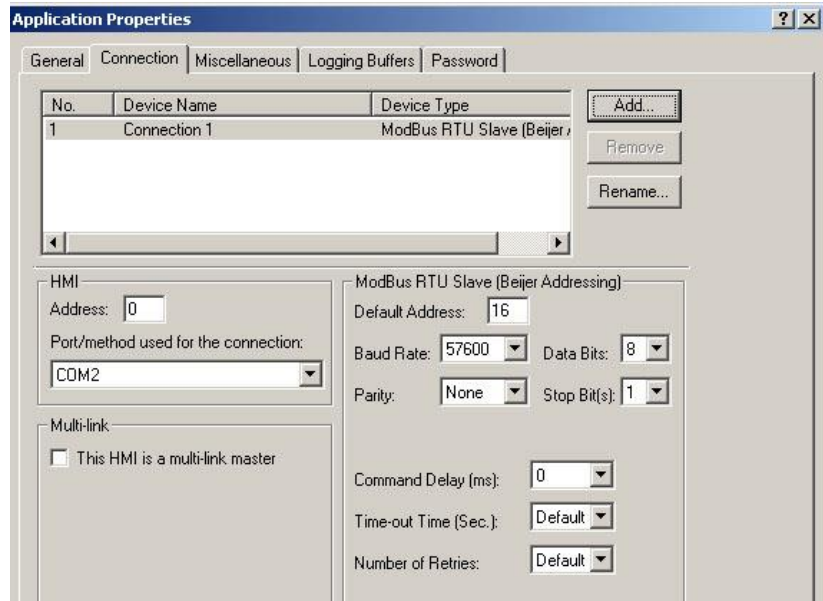 Application Properties
General Connection Miscellaneous Logging Buffers Password
No. Device Name Device Type
1 Connection 1 ModBus RTU Slave (Beijer
Add...
Remove
Rename...
HMI
Address: 0
Port/method used for the connection:
COM2
Multi-link
This HMI is a multi-link master
ModBus RTU Slave (Beijer Addressing)
Default Address: 16
Baud Rate: 57600 Data Bits: 8
Parity: None Stop Bit(s): 1
Command Delay (ms): 0
Time-out Time (Sec.): Default
Number of Retries: Default